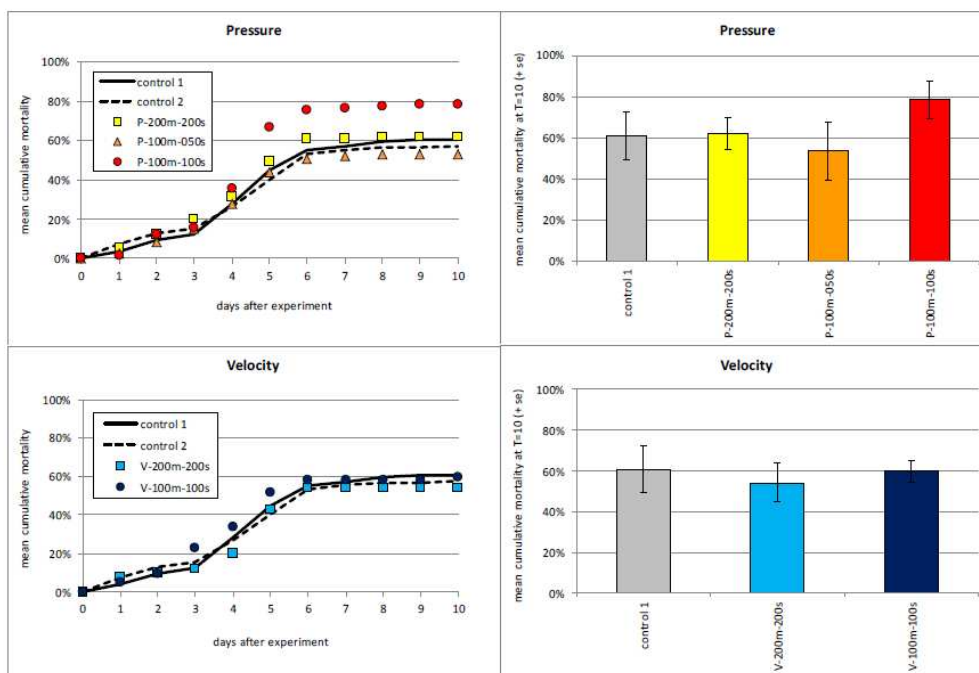 Pressure
mean cumulative mortality
100%
80%
60%
40%
20%
0%
control 1
control 2
P-200m-200s
P-100m-050s
P-100m-100s
0 1 2 3 4 5 6 7 8 9 10
days after experiment
Pressure
mean cumulative mortality at T=10 (+ se)
100%
80%
60%
40%
20%
0%
control 1
P-200m-200s
P-100m-050s
P-100m-100s
Velocity
mean cumulative mortality
100%
80%
60%
40%
20%
0%
control 1
control 2
V-200m-200s
V-100m-100s
0 1 2 3 4 5 6 7 8 9 10
days after experiment
Velocity
mean cumulative mortality at T=10 (+ se)
100%
80%
60%
40%
20%
0%
control 1
V-200m-200s
V-100m-100s